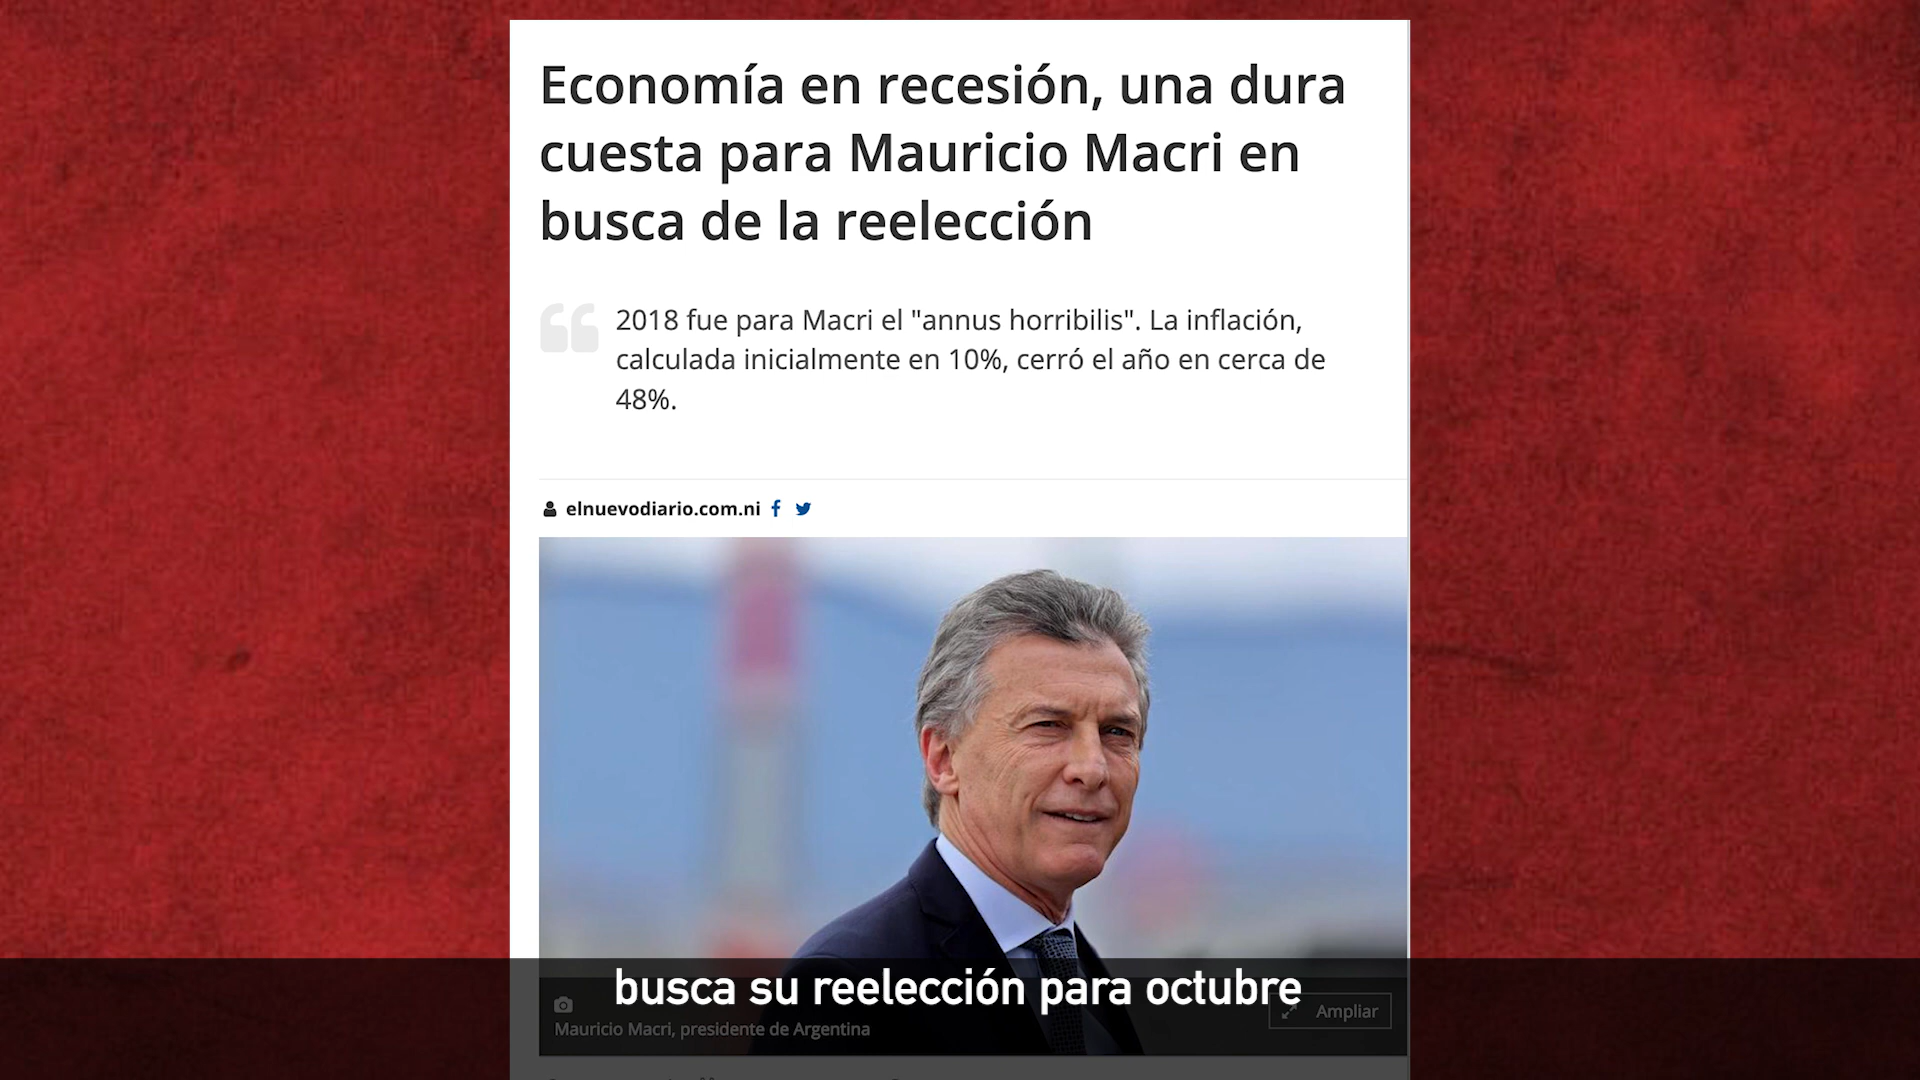 Economía en recesión, una dura
cuesta para Mauricio Macri en
busca de la reelección
2018 fue para Macri el "annus horribilis". La inflación,
calculada inicialmente en 10%, cerró el año en cerca de
48%.
elnuevodiario.com.ni
busca su reelección para octubre
Ampliar
Mauricio Macri, presidente de Argentina